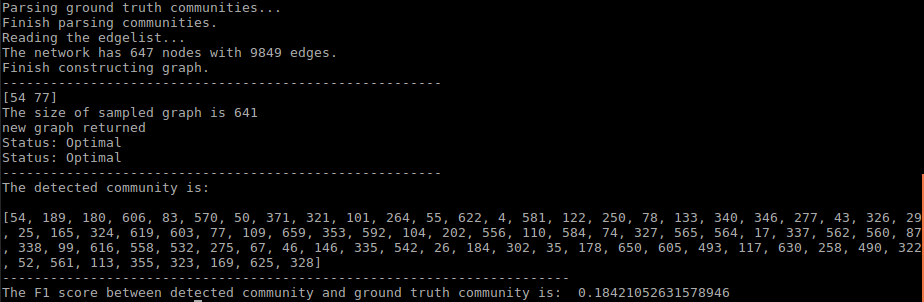 Parsing ground truth communities...
Finish parsing communities.
Reading the edgelist...
The network has 647 nodes with 9849 edges.
Finish constructing graph.
-------------------------------------------------------
[54 77]
The size of sampled graph is 641
new graph returned
Status: Optimal
Status: Optimal
-------------------------------------------------------
The detected community is:
[54, 189, 180, 606, 83, 570, 50, 371, 321, 101, 264, 55, 622, 4, 581, 122, 250, 78, 133, 340, 346, 277, 43, 326, 29
, 25, 165, 324, 619, 603, 77, 109, 659, 353, 592, 104, 202, 556, 110, 584, 74, 327, 565, 564, 17, 337, 562, 560, 87
, 338, 99, 616, 558, 532, 275, 67, 46, 146, 335, 542, 26, 184, 302, 35, 178, 650, 605, 493, 117, 630, 258, 490, 322
, 52, 561, 113, 355, 323, 169, 625, 328]
-----------------------------------------------------------------------
The F1 score between detected community and ground truth community is:  0.18421052631578946